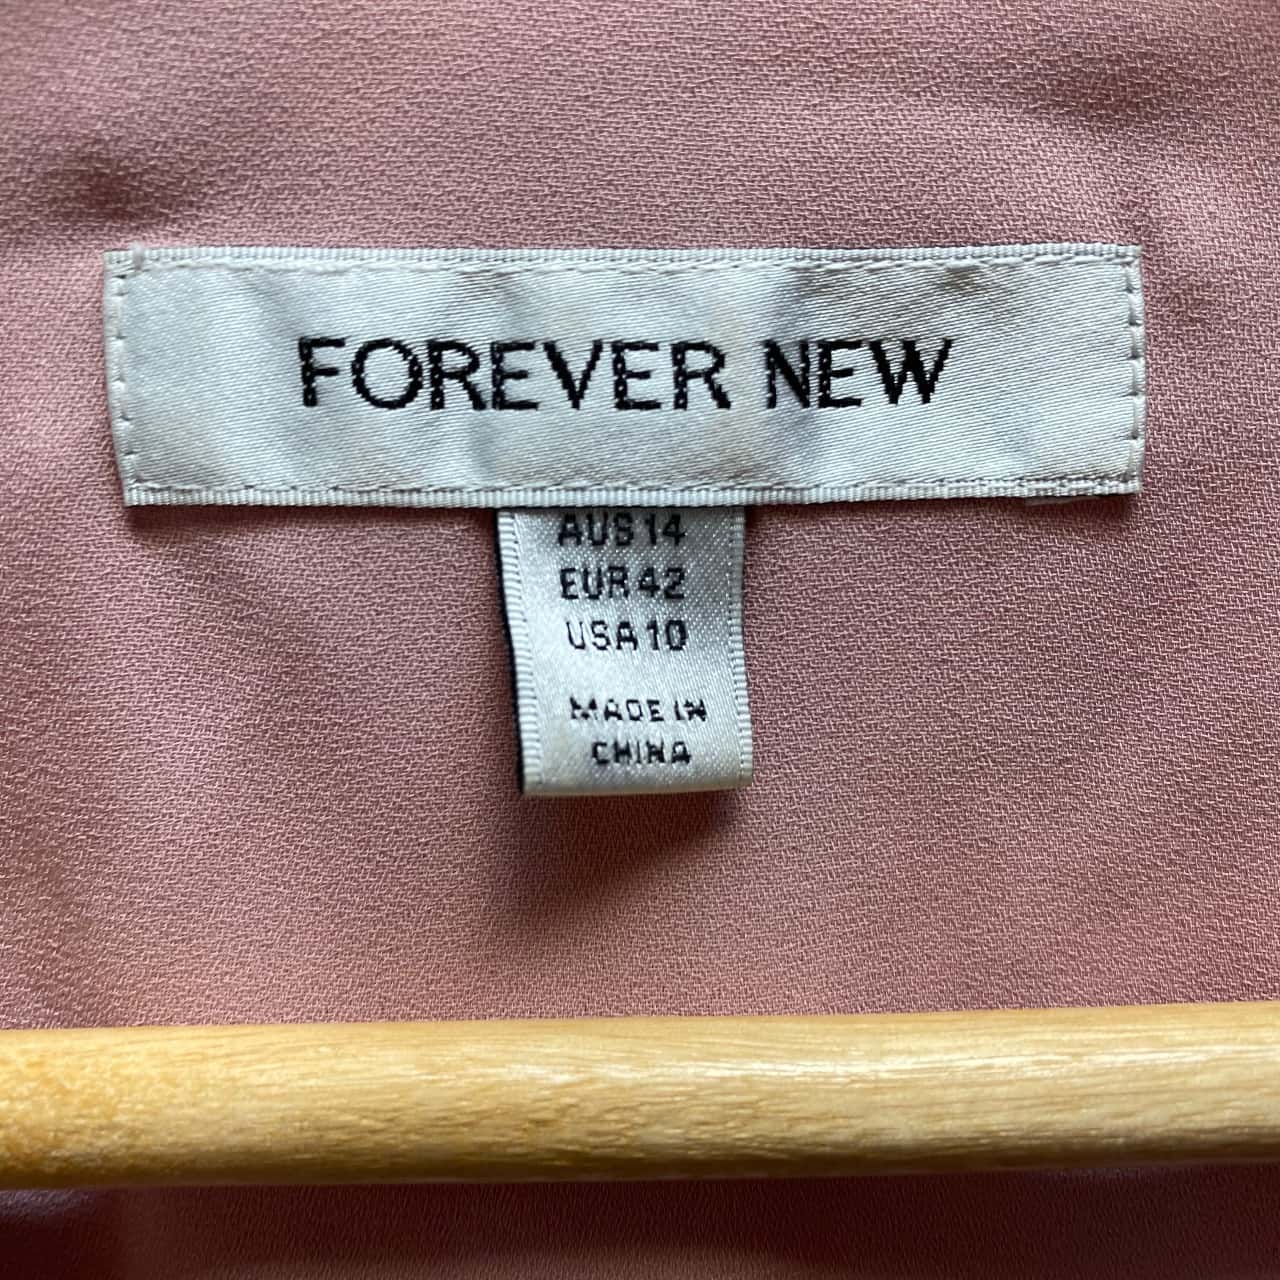 FOREVER NEW
AUS 14
EUR 42
USA 10
MADE IN
CHINA